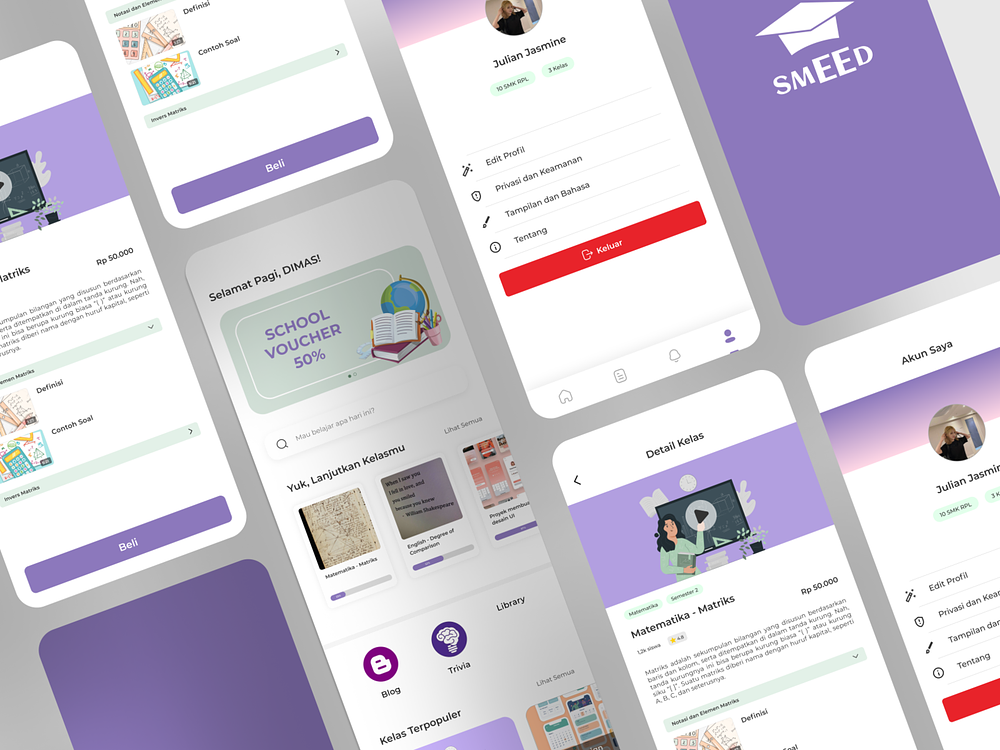 Notasi dan Elemen
Definisi
Contoh Soal
Invers Matriks
Beli
Julian Jasmine
10 SMK RPL
3 Kelas
Edit Profil
Privasi dan Keamanan
Tampilan dan Bahasa
Tentang
Keluar
SMEED
Rp 50.000
kumpulan bilangan yang disusun berdasarkan
serta ditempatkan di dalam tanda kurung. Nah,
ini bisa berupa kurung biasa "( )" atau kurung
matriks diberi nama dengan huruf kapital, seperti
Definisi
Contoh Soal
Invers Matriks
Beli
Selamat Pagi, DIMAS!
SCHOOL
VOUCHER
50%
Mau belajar apa hari ini?
Yuk, Lanjutkan Kelasmu
Lihat Semua
Matematika - Matriks
When I saw you
I fell in love, and
you smiled
because you knew
William Shakespeare
English - Degree of
Comparison
Proyek membu
desain UI
Blog
Trivia
Library
Kelas Terpopuler
Lihat Semua
Detail Kelas
Matematika
Semester 2
Matematika - Matriks
Rp 50.000
1.2k siswa
4.8
Matriks adalah sekumpulan bilangan yang disusun berdasarkan
baris dan kolom, serta ditempatkan di dalam tanda kurung. Nah,
tanda kurungnya ini bisa berupa kurung biasa "( )" atau kurung
siku "[ ]". Suatu matriks diberi nama dengan huruf kapital, seperti
A, B, C, dan seterusnya.
Notasi dan Elemen Matriks
Definisi
Contoh Soal
Akun Saya
Julian Jasmin
10 SMK RPL
Edit Profil
Privasi dan Kea
Tampilan dan
Tentang